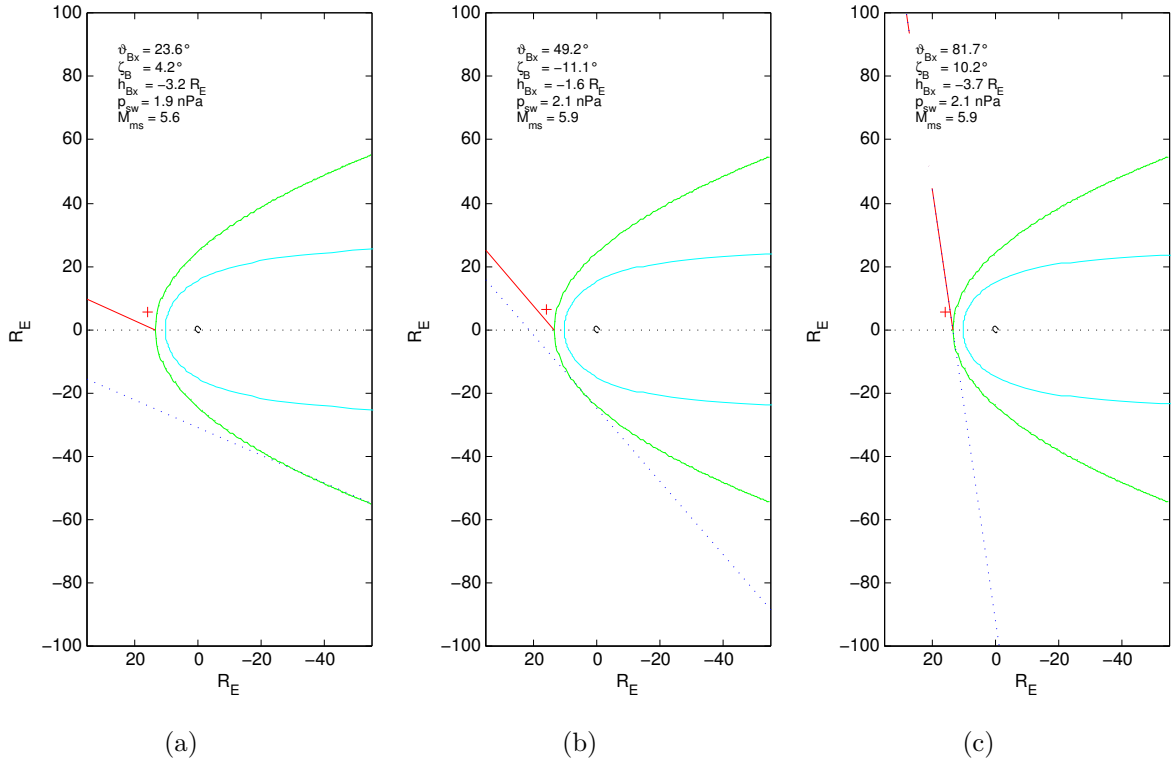 100
80
60
40
20
0
−20
−40
−60
−80
−100
R_E
20
0
−20
−40
R_E
ϑ_Bx = 23.6°
ζ_B = 4.2°
h_Bx = −3.2 R_E
p_sw = 1.9 nPa
M_ms = 5.6
(a)
100
80
60
40
20
0
−20
−40
−60
−80
−100
R_E
20
0
−20
−40
R_E
ϑ_Bx = 49.2°
ζ_B = −11.1°
h_Bx = −1.6 R_E
p_sw = 2.1 nPa
M_ms = 5.9
(b)
100
80
60
40
20
0
−20
−40
−60
−80
−100
R_E
20
0
−20
−40
R_E
ϑ_Bx = 81.7°
ζ_B = 10.2°
h_Bx = −3.7 R_E
p_sw = 2.1 nPa
M_ms = 5.9
(c)